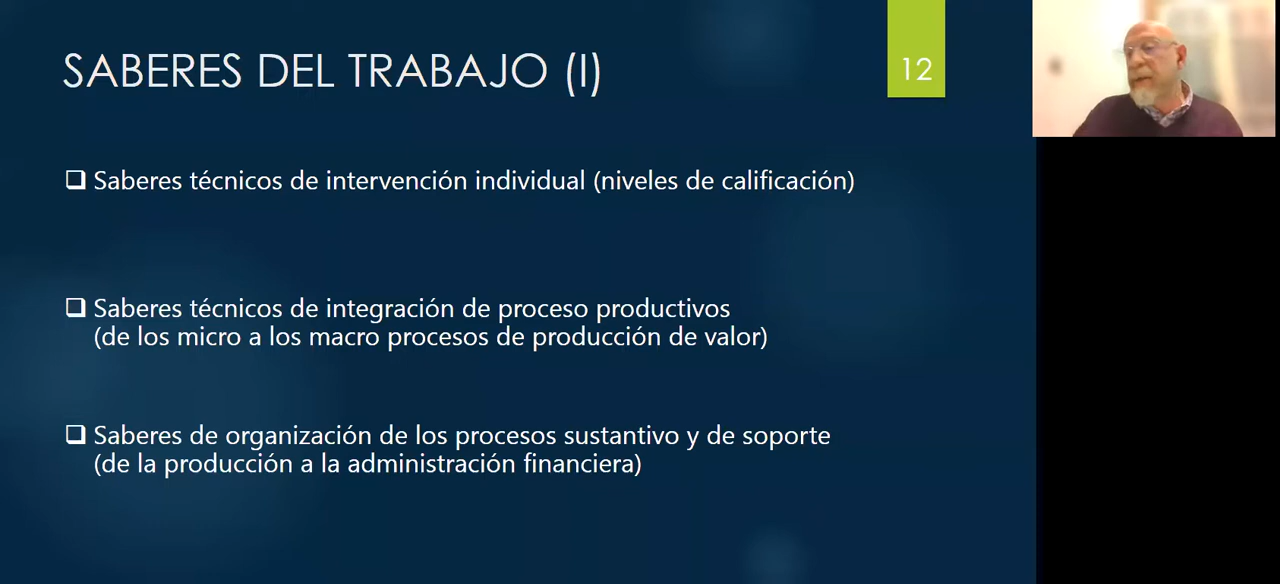 SABERES DEL TRABAJO (I)
12
Saberes técnicos de intervención individual (niveles de calificación)
Saberes técnicos de integración de proceso productivos
(de los micro a los macro procesos de producción de valor)
Saberes de organización de los procesos sustantivo y de soporte
(de la producción a la administración financiera)